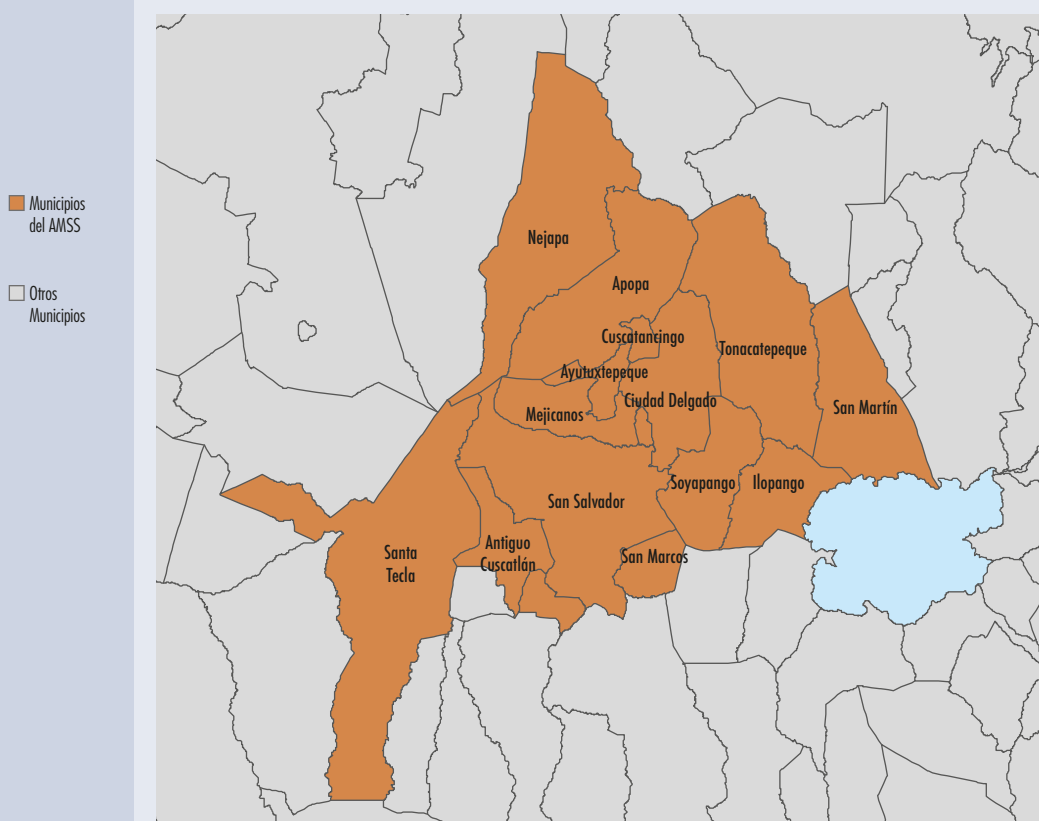 Municipios
del AMSS
Otros
Municipios
Nejapa
Apopa
Cuscatancingo
Tonacatepeque
Ayutuxtepeque
Ciudad Delgado
Mejicanos
San Martín
Soyapango
Ilopango
San Salvador
Antiguo
Cuscatlán
San Marcos
Santa
Tecla